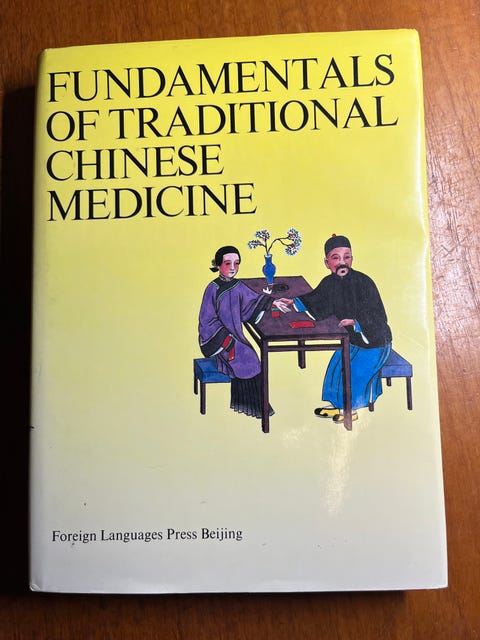 FUNDAMENTALS
OF TRADITIONAL
CHINESE
MEDICINE
Foreign Languages Press Beijing